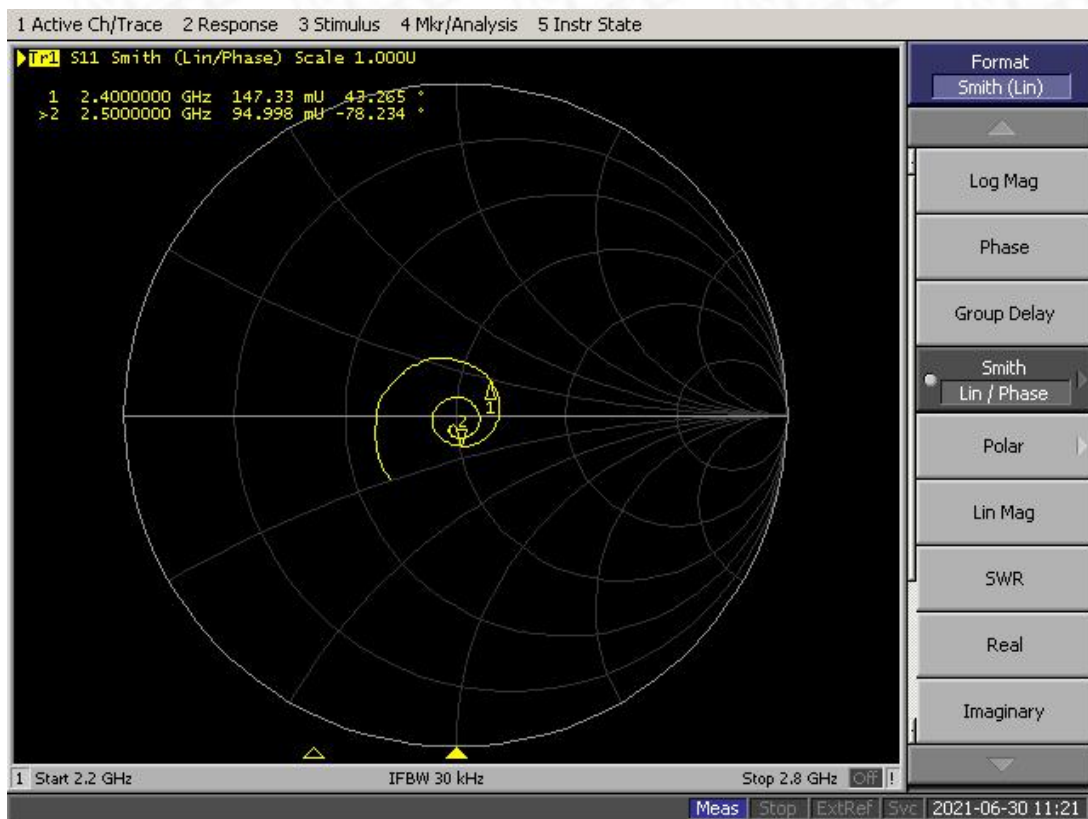 1 Active Ch/Trace 2 Response 3 Stimulus 4 Mkr/Analysis 5 Instr State
Tr1 S11 Smith (Lin/Phase) Scale 1.000U
1 2.4000000 GHz 147.33 mU 43.265 °
>2 2.5000000 GHz 94.998 mU -78.234 °
1
2
1 Start 2.2 GHz IFBW 30 kHz Stop 2.8 GHz Off !
Format
Smith (Lin)
Log Mag
Phase
Group Delay
Smith
Lin / Phase
Polar
Lin Mag
SWR
Real
Imaginary
Meas Stop ExtRef Svc 2021-06-30 11:21